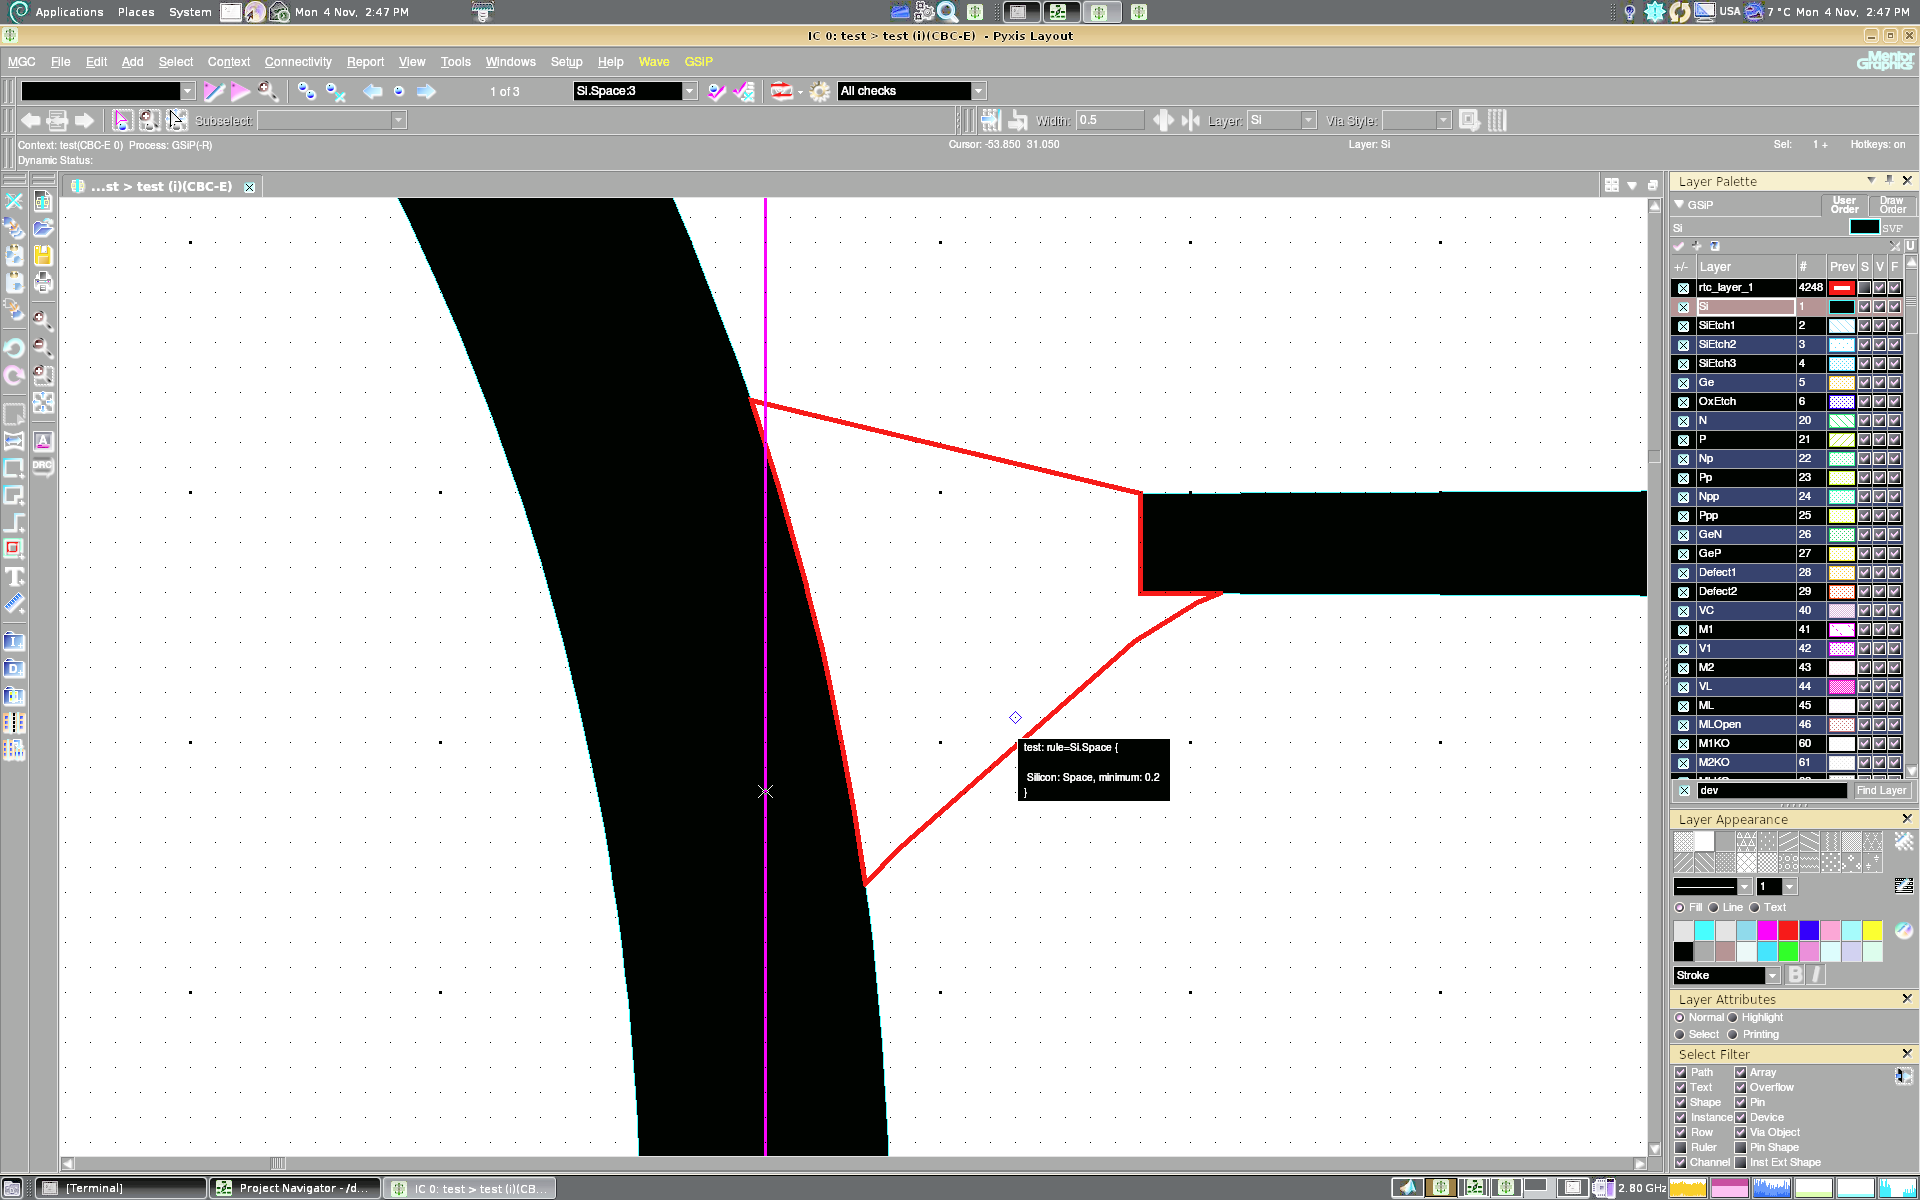 Applications Places System Mon 4 Nov, 2:47 PM USA 7 °C Mon 4 Nov, 2:47 PM
IC 0: test > test (i)(CBC-E) - Pyxis Layout
MGC File Edit Add Select Context Connectivity Report View Tools Windows Setup Help Wave GSiP Mentor Graphics
1 of 3 Si.Space:3 All checks
Subselect: Width: 0.5 Layer: Si Via Style:
Context: test(CBC-E 0) Process: GSiP(-R) Cursor: -53.850 31.050 Layer: Si Sel: 1 + Hotkeys: on
Dynamic Status:
...st > test (i)(CBC-E)
test: rule=Si.Space {
Silicon: Space, minimum: 0.2
}
DRC
Layer Palette
GSiP User Order Draw Order
Si SVF
+/- Layer # Prev S V F
rtc_layer_1 4248
Si 1
SiEtch1 2
SiEtch2 3
SiEtch3 4
Ge 5
OxEtch 6
N 20
P 21
Np 22
Pp 23
Npp 24
Ppp 25
GeN 26
GeP 27
Defect1 28
Defect2 29
VC 40
M1 41
V1 42
M2 43
VL 44
ML 45
MLOpen 46
M1KO 60
M2KO 61
dev Find Layer
Layer Appearance
1
Fill Line Text
Stroke B I
Layer Attributes
Normal Highlight
Select Printing
Select Filter
Path Array
Text Overflow
Shape Pin
Instance Device
Row Via Object
Ruler Pin Shape
Channel Inst Ext Shape
[Terminal] Project Navigator - /d... IC 0: test > test (i)(CB... 2.80 GHz